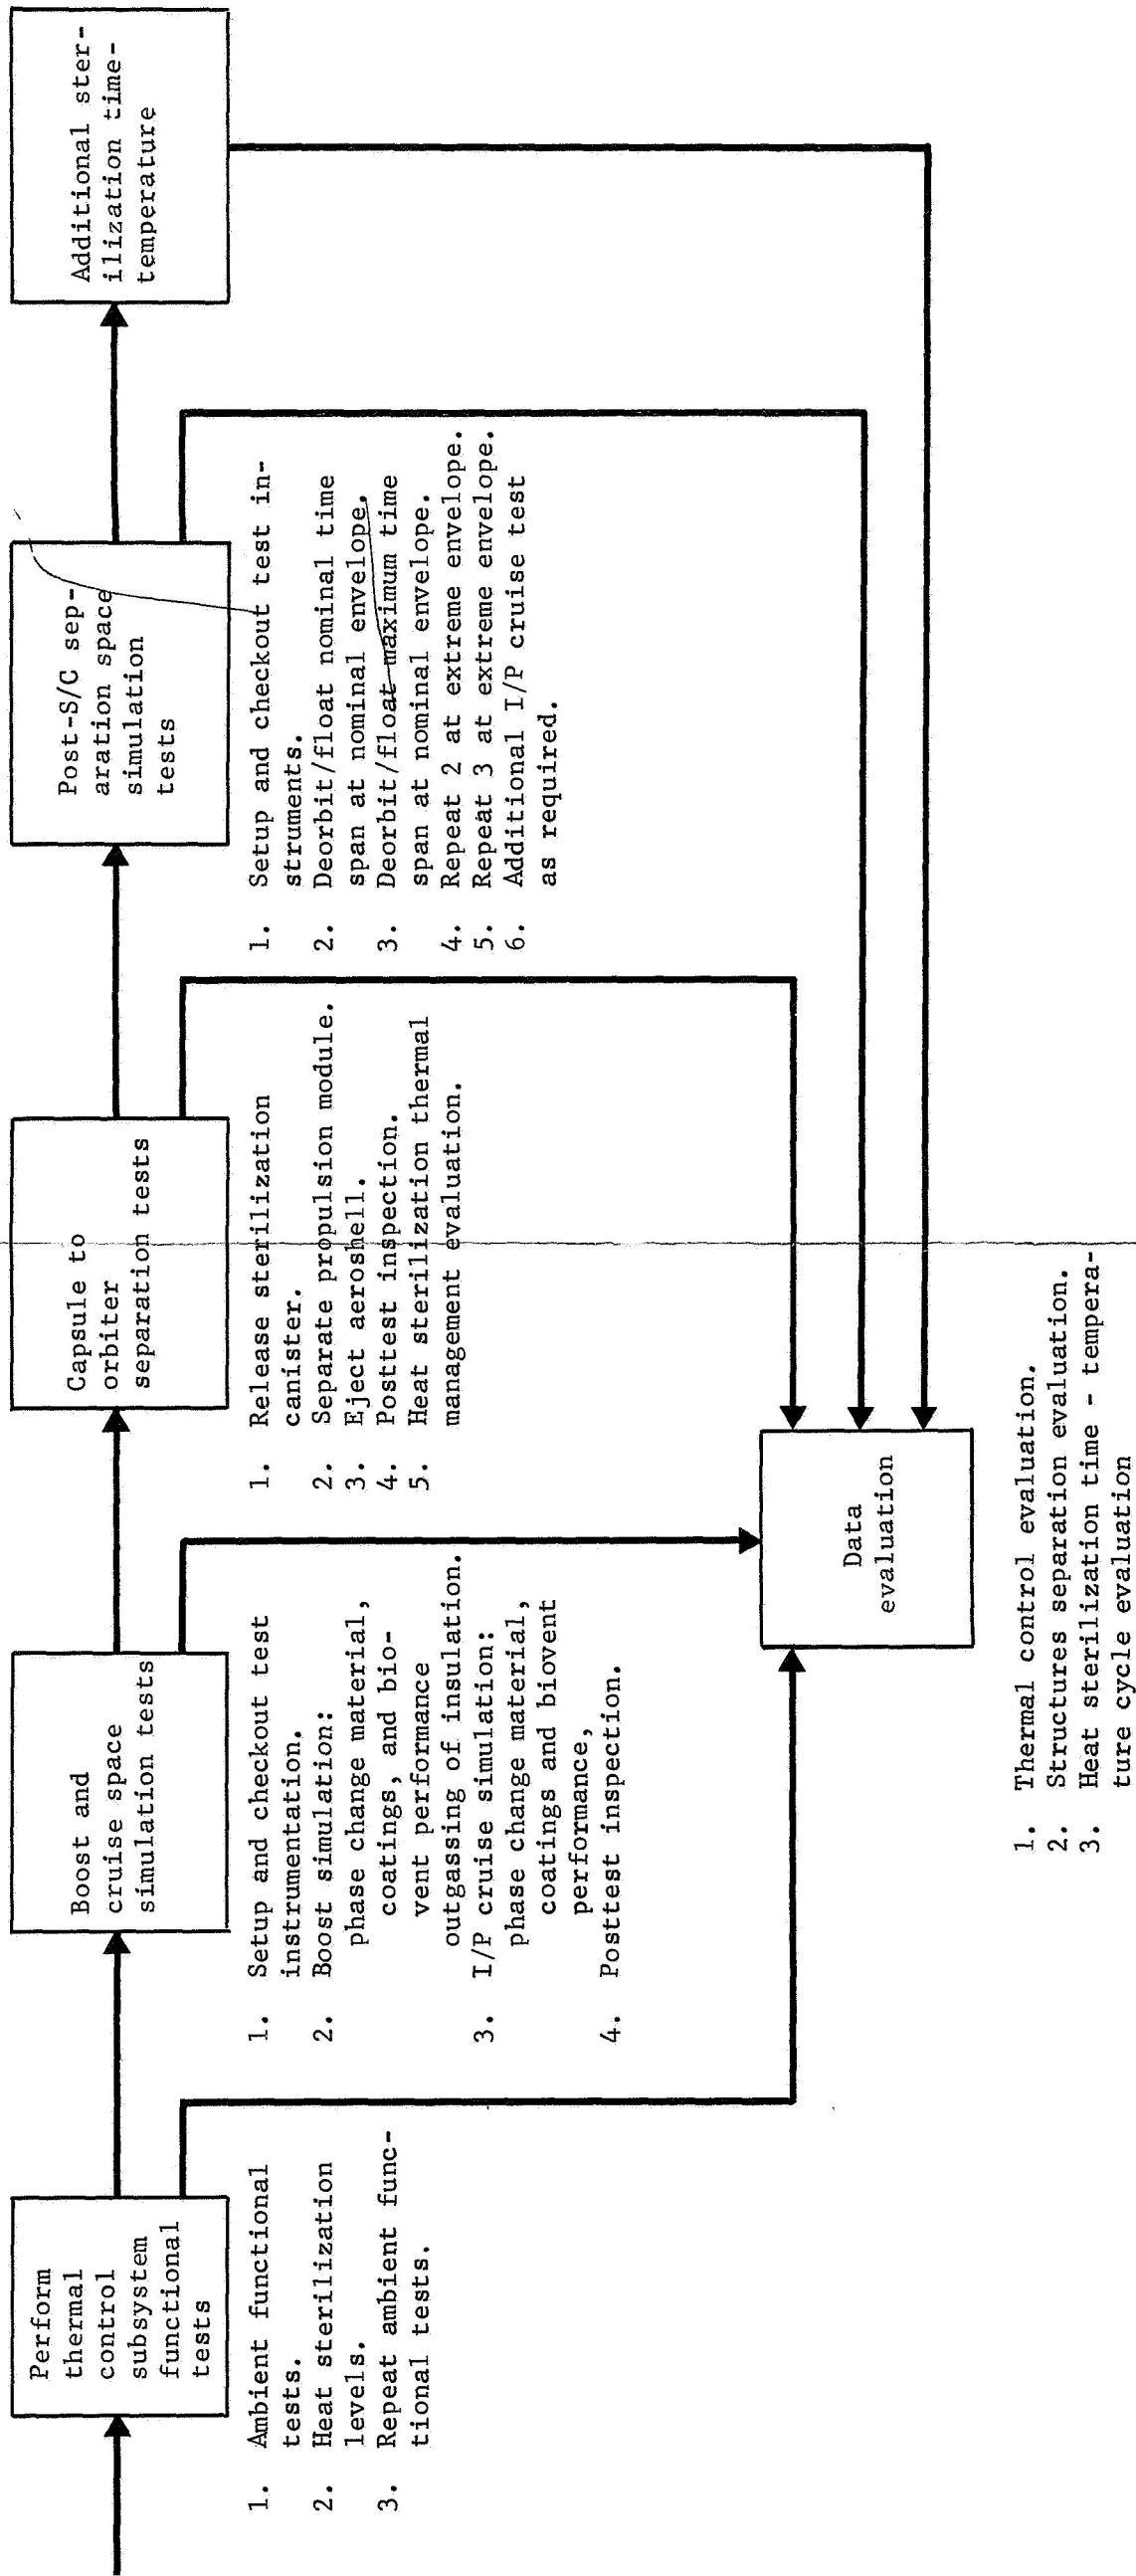 Perform
thermal
control
subsystem
functional
tests
1. Ambient functional
tests.
2. Heat sterilization
levels.
3. Repeat ambient func-
tional tests.
Boost and
cruise space
simulation tests
1. Setup and checkout test
instrumentation.
2. Boost simulation:
phase change material,
coatings, and bio-
vent performance
outgassing of insulation.
3. I/P cruise simulation:
phase change material,
coatings and biovent
performance,
4. Posttest inspection.
Capsule to
orbiter
separation tests
1. Release sterilization
canister.
2. Separate propulsion module.
3. Eject aeroshell.
4. Posttest inspection.
5. Heat sterilization thermal
management evaluation.
Post-S/C sep-
aration space
simulation
tests
1. Setup and checkout test in-
struments.
2. Deorbit/float nominal time
span at nominal envelope.
3. Deorbit/float maximum time
span at nominal envelope.
4. Repeat 2 at extreme envelope.
5. Repeat 3 at extreme envelope.
6. Additional I/P cruise test
as required.
Additional ster-
ilization time-
temperature
Data
evaluation
1. Thermal control evaluation.
2. Structures separation evaluation.
3. Heat sterilization time - tempera-
ture cycle evaluation